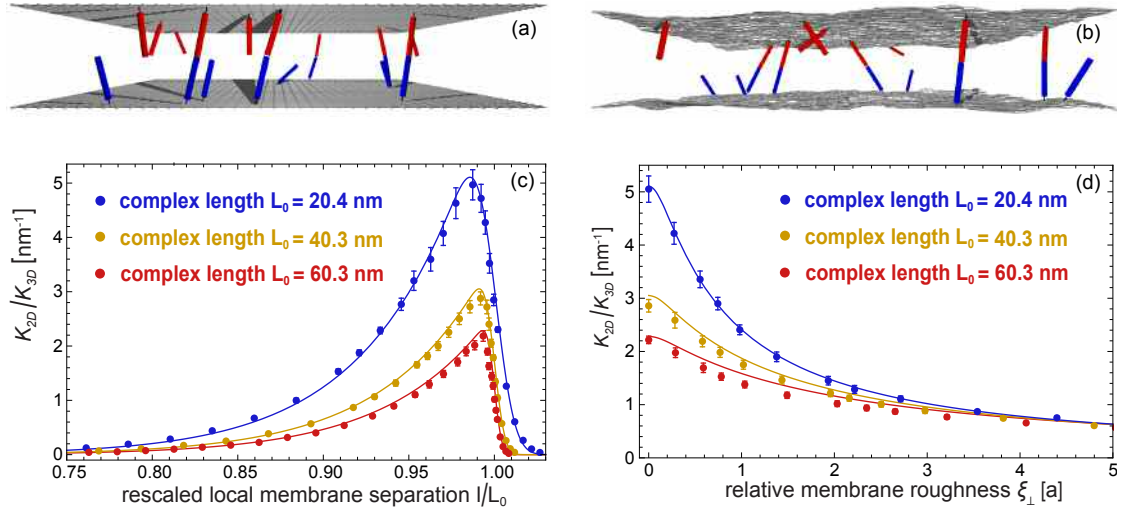 (a)
(b)
(c)
complex length L₀ = 20.4 nm
complex length L₀ = 40.3 nm
complex length L₀ = 60.3 nm
K₂D/K₃D [nm⁻¹]
5
4
3
2
1
0
0.75 0.80 0.85 0.90 0.95 1.00
rescaled local membrane separation l/L₀
(d)
complex length L₀ = 20.4 nm
complex length L₀ = 40.3 nm
complex length L₀ = 60.3 nm
K₂D/K₃D [nm⁻¹]
5
4
3
2
1
0
0 1 2 3 4 5
relative membrane roughness ξ⊥ [a]